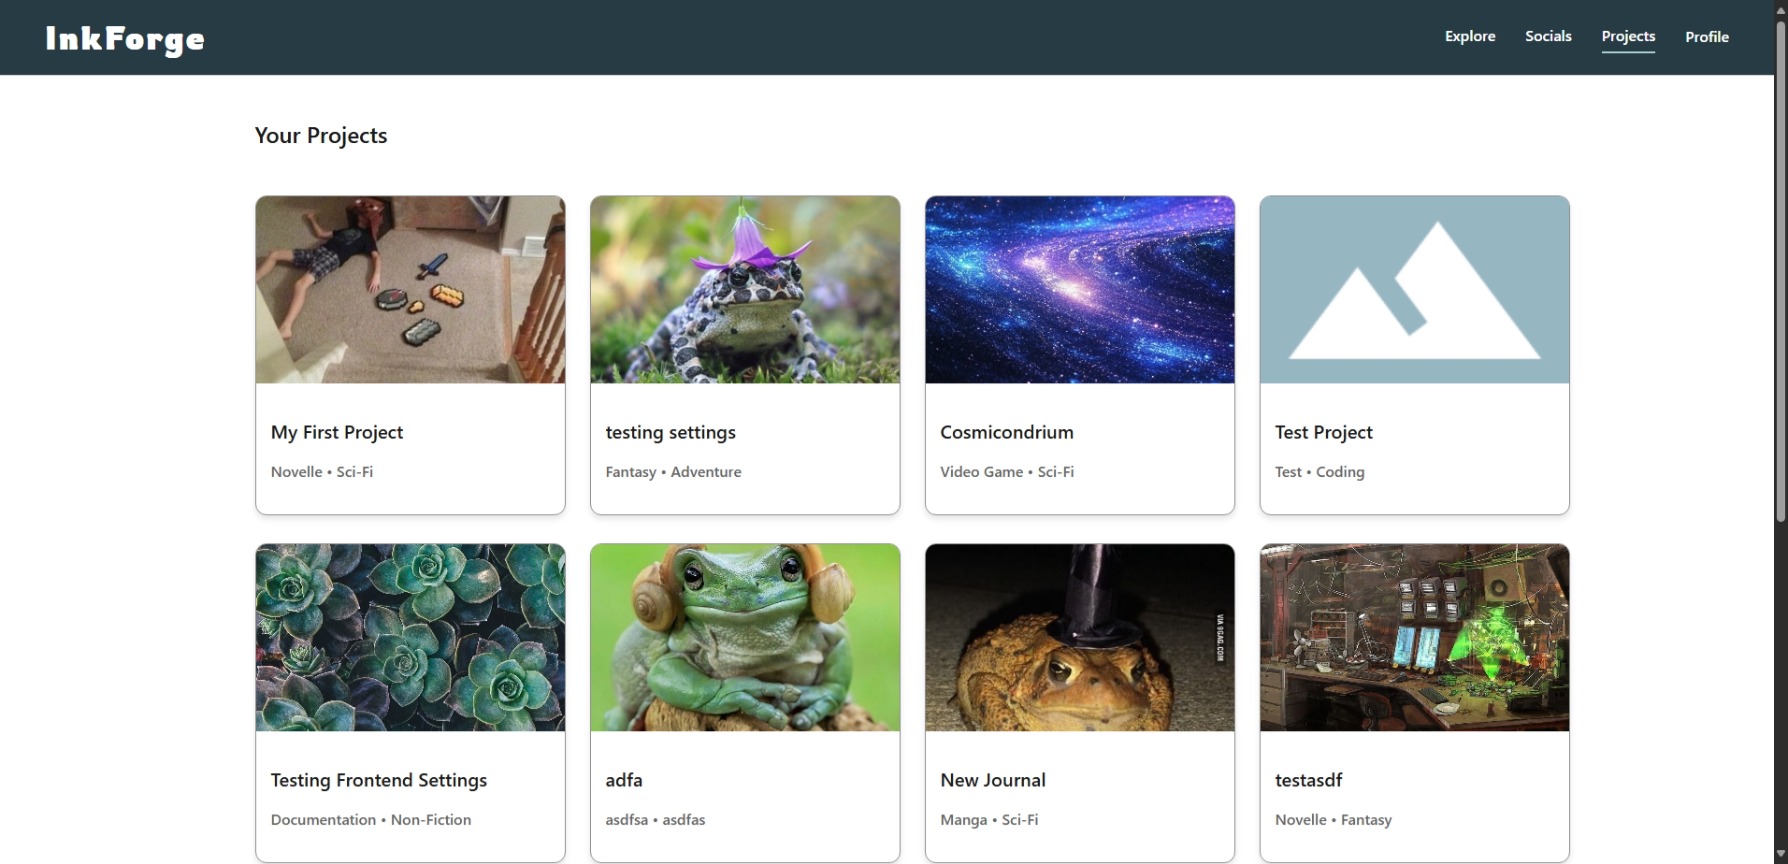 InkForge
Explore Socials Projects Profile
Your Projects
My First Project
Novelle • Sci-Fi
testing settings
Fantasy • Adventure
Cosmicondrium
Video Game • Sci-Fi
Test Project
Test • Coding
VIA 9GAG.COM
Testing Frontend Settings
Documentation • Non-Fiction
adfa
asdfsa • asdfas
New Journal
Manga • Sci-Fi
testasdf
Novelle • Fantasy